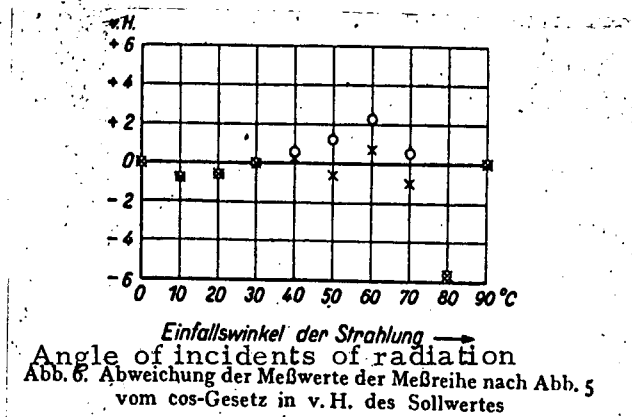 v.H.
+6
+4
+2
0
-2
-4
-6
0 10 20 30 40 50 60 70 80 90 °C
Einfallswinkel der Strahlung →
Angle of incidents of radiation
Abb. 6. Abweichung der Meßwerte der Meßreihe nach Abb. 5
vom cos-Gesetz in v. H. des Sollwertes